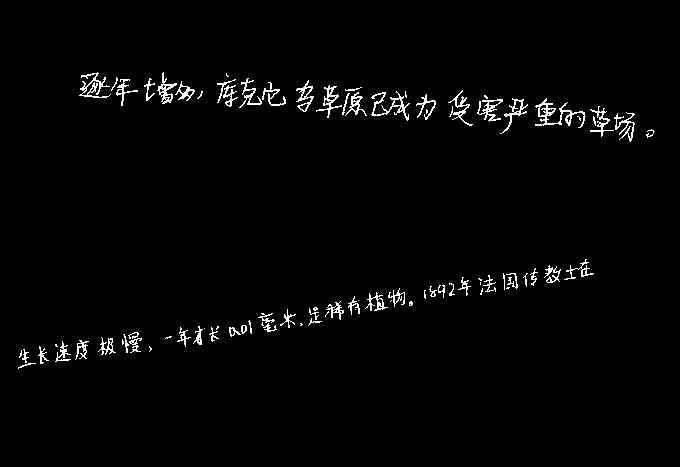 逐年增多，库克它乌草原已成为受害严重的草场。
生长速度极慢、一年才长0.01毫米，是稀有植物。1892年法国传教士在